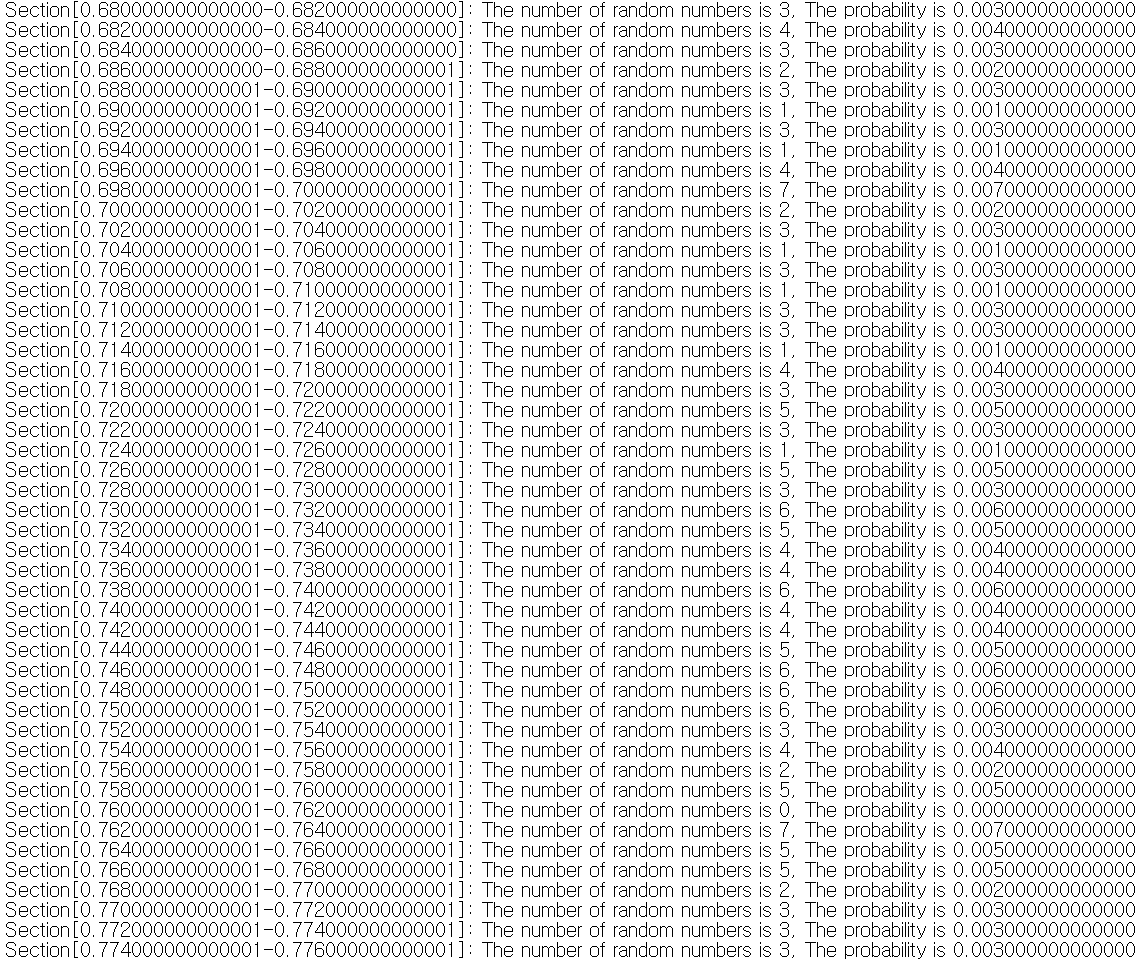 Section[0.680000000000000-0.682000000000000]: The number of random numbers is 3, The probability is 0.003000000000000
Section[0.682000000000000-0.684000000000000]: The number of random numbers is 4, The probability is 0.004000000000000
Section[0.684000000000000-0.686000000000000]: The number of random numbers is 3, The probability is 0.003000000000000
Section[0.686000000000000-0.688000000000001]: The number of random numbers is 2, The probability is 0.002000000000000
Section[0.688000000000001-0.690000000000001]: The number of random numbers is 3, The probability is 0.003000000000000
Section[0.690000000000001-0.692000000000001]: The number of random numbers is 1, The probability is 0.001000000000000
Section[0.692000000000001-0.694000000000001]: The number of random numbers is 3, The probability is 0.003000000000000
Section[0.694000000000001-0.696000000000001]: The number of random numbers is 1, The probability is 0.001000000000000
Section[0.696000000000001-0.698000000000001]: The number of random numbers is 4, The probability is 0.004000000000000
Section[0.698000000000001-0.700000000000001]: The number of random numbers is 7, The probability is 0.007000000000000
Section[0.700000000000001-0.702000000000001]: The number of random numbers is 2, The probability is 0.002000000000000
Section[0.702000000000001-0.704000000000001]: The number of random numbers is 3, The probability is 0.003000000000000
Section[0.704000000000001-0.706000000000001]: The number of random numbers is 1, The probability is 0.001000000000000
Section[0.706000000000001-0.708000000000001]: The number of random numbers is 3, The probability is 0.003000000000000
Section[0.708000000000001-0.710000000000001]: The number of random numbers is 1, The probability is 0.001000000000000
Section[0.710000000000001-0.712000000000001]: The number of random numbers is 3, The probability is 0.003000000000000
Section[0.712000000000001-0.714000000000001]: The number of random numbers is 3, The probability is 0.003000000000000
Section[0.714000000000001-0.716000000000001]: The number of random numbers is 1, The probability is 0.001000000000000
Section[0.716000000000001-0.718000000000001]: The number of random numbers is 4, The probability is 0.004000000000000
Section[0.718000000000001-0.720000000000001]: The number of random numbers is 3, The probability is 0.003000000000000
Section[0.720000000000001-0.722000000000001]: The number of random numbers is 5, The probability is 0.005000000000000
Section[0.722000000000001-0.724000000000001]: The number of random numbers is 3, The probability is 0.003000000000000
Section[0.724000000000001-0.726000000000001]: The number of random numbers is 1, The probability is 0.001000000000000
Section[0.726000000000001-0.728000000000001]: The number of random numbers is 5, The probability is 0.005000000000000
Section[0.728000000000001-0.730000000000001]: The number of random numbers is 3, The probability is 0.003000000000000
Section[0.730000000000001-0.732000000000001]: The number of random numbers is 6, The probability is 0.006000000000000
Section[0.732000000000001-0.734000000000001]: The number of random numbers is 5, The probability is 0.005000000000000
Section[0.734000000000001-0.736000000000001]: The number of random numbers is 4, The probability is 0.004000000000000
Section[0.736000000000001-0.738000000000001]: The number of random numbers is 4, The probability is 0.004000000000000
Section[0.738000000000001-0.740000000000001]: The number of random numbers is 6, The probability is 0.006000000000000
Section[0.740000000000001-0.742000000000001]: The number of random numbers is 4, The probability is 0.004000000000000
Section[0.742000000000001-0.744000000000001]: The number of random numbers is 4, The probability is 0.004000000000000
Section[0.744000000000001-0.746000000000001]: The number of random numbers is 5, The probability is 0.005000000000000
Section[0.746000000000001-0.748000000000001]: The number of random numbers is 6, The probability is 0.006000000000000
Section[0.748000000000001-0.750000000000001]: The number of random numbers is 6, The probability is 0.006000000000000
Section[0.750000000000001-0.752000000000001]: The number of random numbers is 6, The probability is 0.006000000000000
Section[0.752000000000001-0.754000000000001]: The number of random numbers is 3, The probability is 0.003000000000000
Section[0.754000000000001-0.756000000000001]: The number of random numbers is 4, The probability is 0.004000000000000
Section[0.756000000000001-0.758000000000001]: The number of random numbers is 2, The probability is 0.002000000000000
Section[0.758000000000001-0.760000000000001]: The number of random numbers is 5, The probability is 0.005000000000000
Section[0.760000000000001-0.762000000000001]: The number of random numbers is 0, The probability is 0.000000000000000
Section[0.762000000000001-0.764000000000001]: The number of random numbers is 7, The probability is 0.007000000000000
Section[0.764000000000001-0.766000000000001]: The number of random numbers is 5, The probability is 0.005000000000000
Section[0.766000000000001-0.768000000000001]: The number of random numbers is 5, The probability is 0.005000000000000
Section[0.768000000000001-0.770000000000001]: The number of random numbers is 2, The probability is 0.002000000000000
Section[0.770000000000001-0.772000000000001]: The number of random numbers is 3, The probability is 0.003000000000000
Section[0.772000000000001-0.774000000000001]: The number of random numbers is 3, The probability is 0.003000000000000
Section[0.774000000000001-0.776000000000001]: The number of random numbers is 3, The probability is 0.003000000000000